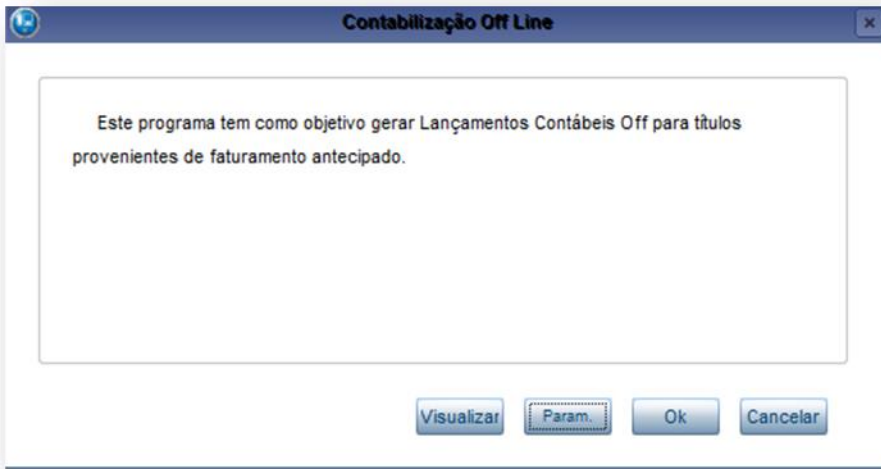 Contabilização Off Line
Este programa tem como objetivo gerar Lançamentos Contábeis Off para títulos
provenientes de faturamento antecipado.
Visualizar Param. Ok Cancelar